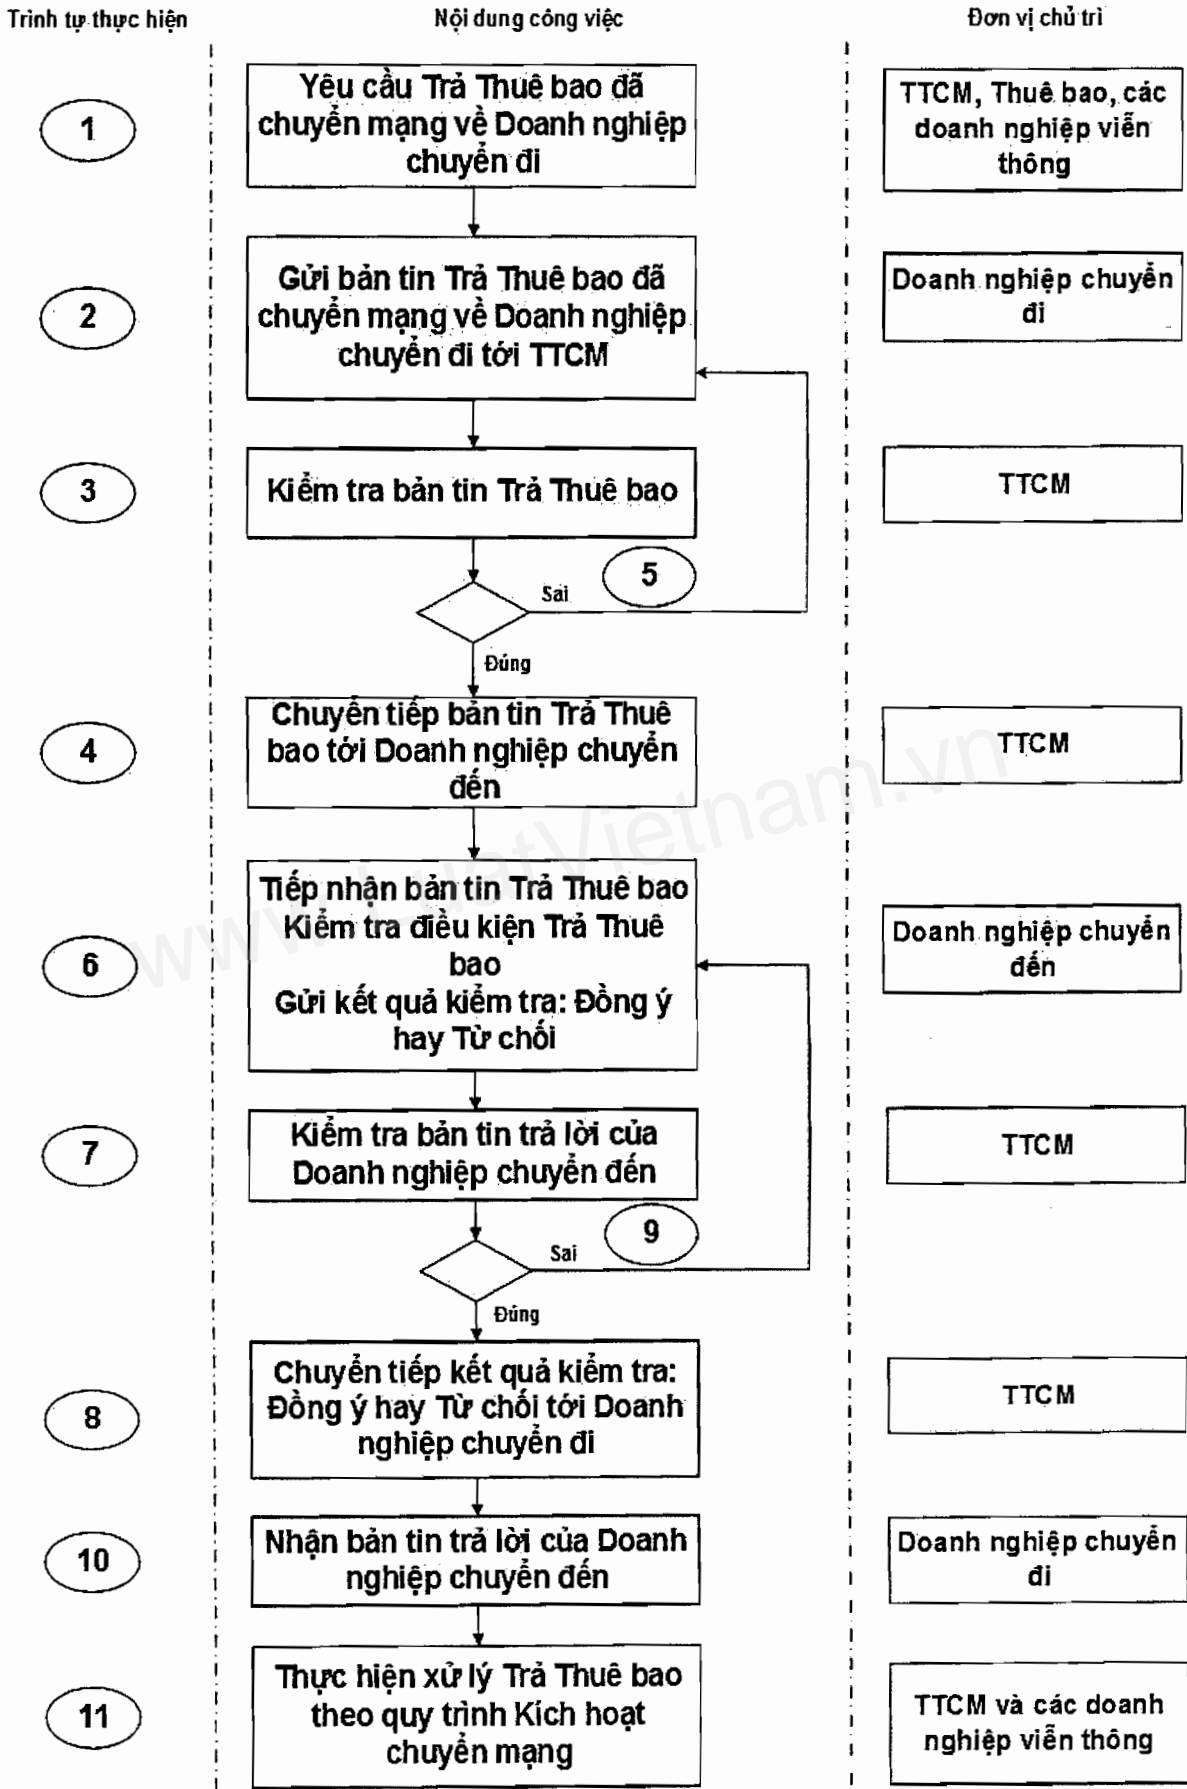 Trình tự thực hiện
Nội dung công việc
Đơn vị chủ trì
1
Yêu cầu Trả Thuê bao đã
chuyển mạng về Doanh nghiệp
chuyển đi
TTCM, Thuê bao, các
doanh nghiệp viễn
thông
2
Gửi bản tin Trả Thuê bao đã
chuyển mạng về Doanh nghiệp
chuyển đi tới TTCM
Doanh nghiệp chuyển
đi
3
Kiểm tra bản tin Trả Thuê bao
TTCM
5
Sai
Đúng
4
Chuyển tiếp bản tin Trả Thuê
bao tới Doanh nghiệp chuyển
đến
TTCM
www.LuatVietnam.vn
6
Tiếp nhận bản tin Trả Thuê bao
Kiểm tra điều kiện Trả Thuê
bao
Gửi kết quả kiểm tra: Đồng ý
hay Từ chối
Doanh nghiệp chuyển
đến
7
Kiểm tra bản tin trả lời của
Doanh nghiệp chuyển đến
TTCM
9
Sai
Đúng
8
Chuyển tiếp kết quả kiểm tra:
Đồng ý hay Từ chối tới Doanh
nghiệp chuyển đi
TTCM
10
Nhận bản tin trả lời của Doanh
nghiệp chuyển đến
Doanh nghiệp chuyển
đi
11
Thực hiện xử lý Trả Thuê bao
theo quy trình Kích hoạt
chuyển mạng
TTCM và các doanh
nghiệp viễn thông